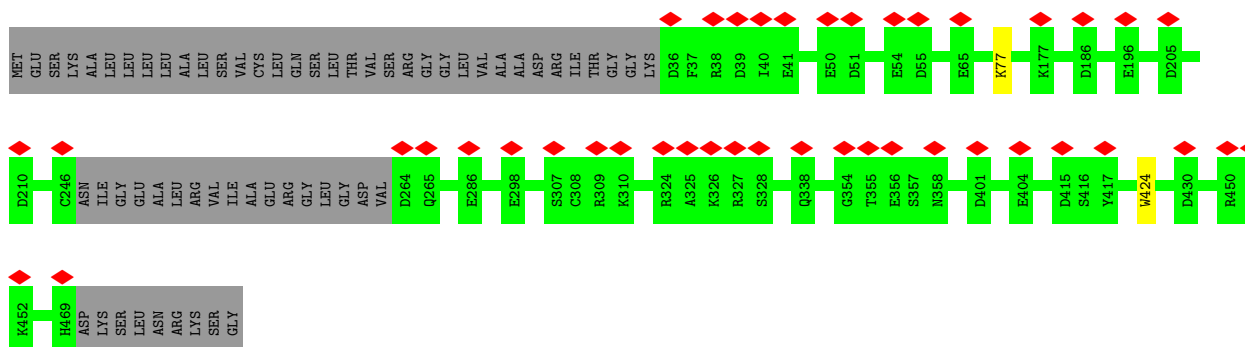 MET GLU SER LYS ALA LEU LEU LEU LEU ALA LEU SER VAL CYS LEU GLN SER LEU THR VAL SER ARG GLY GLY LEU VAL ALA ALA ASP ARG ILE THR GLY GLY LYS D36 F37 R38 D39 I40 E41 E50 D51 E54 D55 E65 K77 K177 D186 E196 D205
D210 C246 ASN ILE GLY GLU ALA LEU ARG VAL ILE ALA GLU ARG GLY LEU GLY ASP VAL D264 Q265 E286 E298 S307 C308 R309 K310 R324 A325 K326 R327 S328 Q338 G354 T355 E356 S357 N358 D401 E404 D415 S416 Y417 W424 D430 R450
K452 H469 ASP LYS SER LEU ASN ARG LYS SER GLY